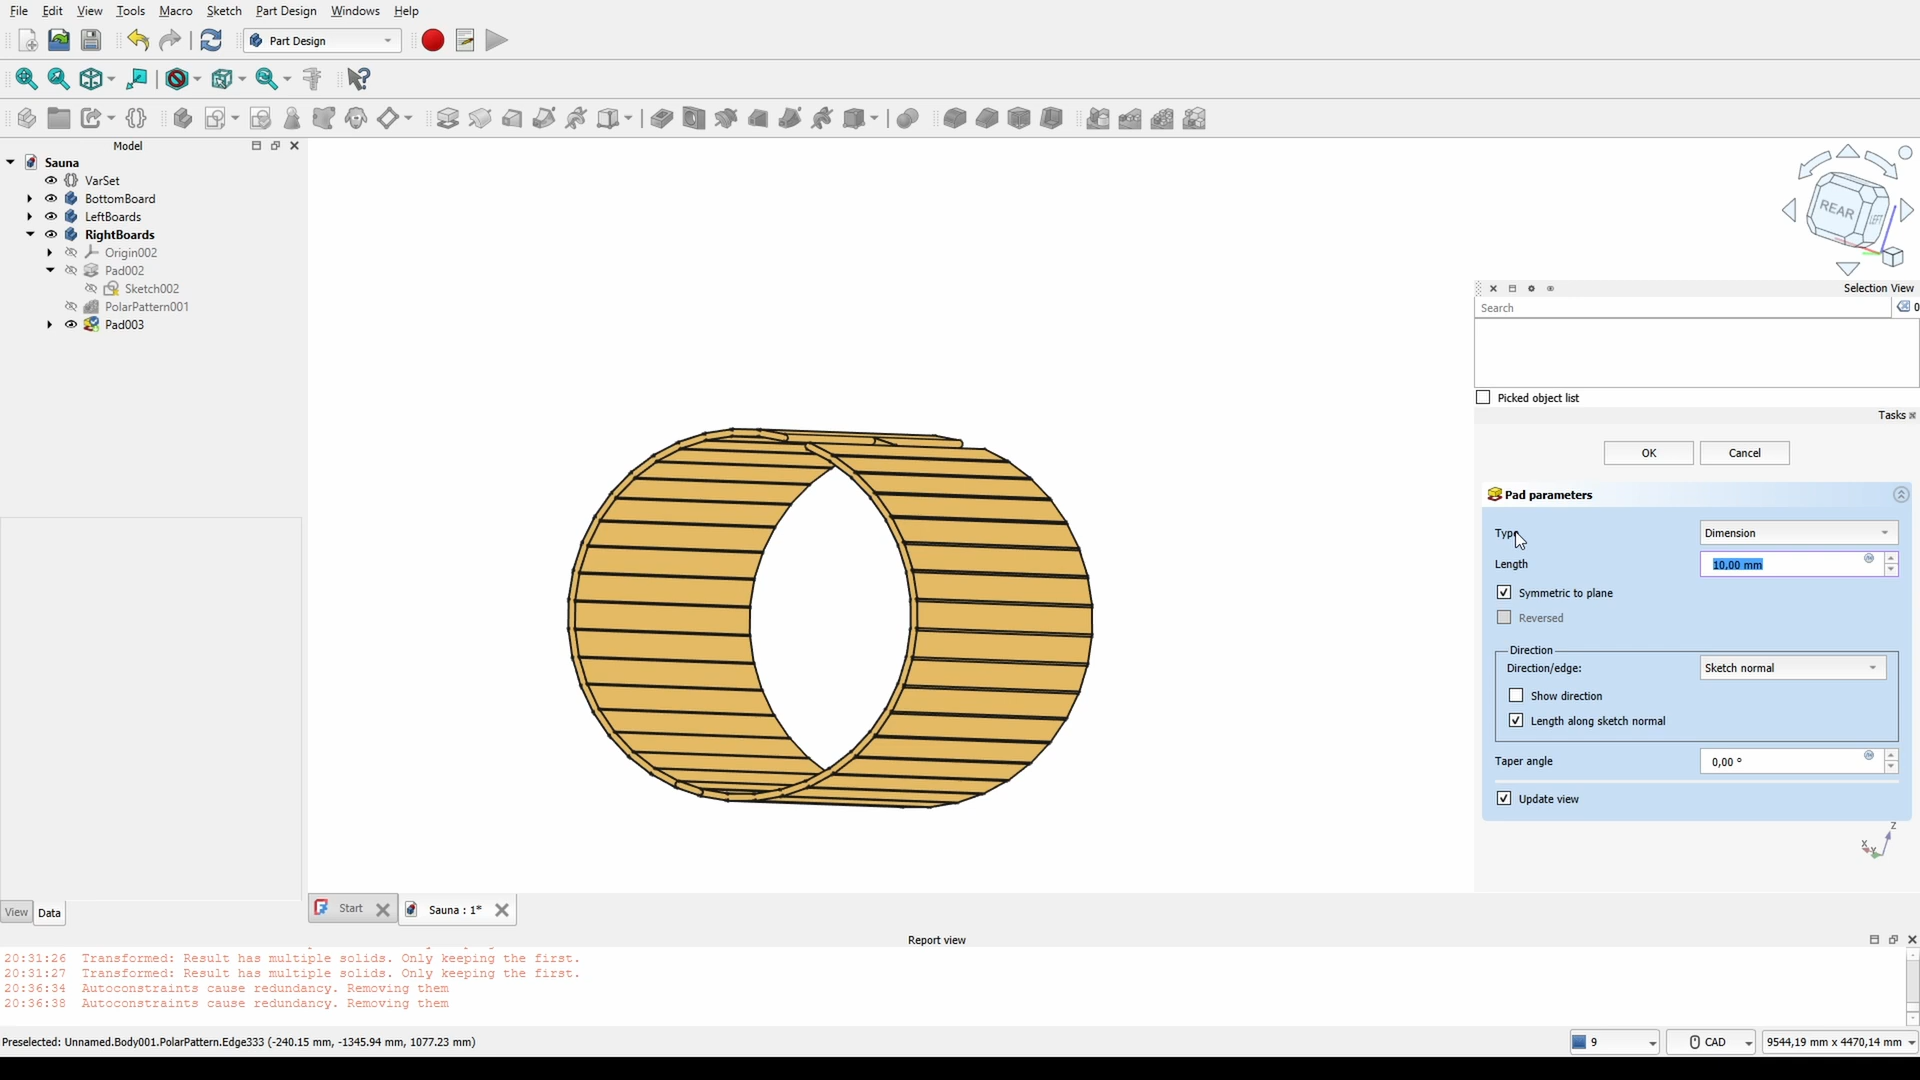 File Edit View Tools Macro Sketch Part Design Windows Help
Part Design
Model
Sauna
VarSet
BottomBoard
LeftBoards
RightBoards
Origin002
Pad002
Sketch002
PolarPattern001
Pad003
View Data
REAR LEFT
Selection View
Search
0
Picked object list
Tasks
OK Cancel
Pad parameters
Type Dimension
Length 10,00 mm
Symmetric to plane
Reversed
Direction
Direction/edge: Sketch normal
Show direction
Length along sketch normal
Taper angle 0,00 °
Update view
Z
X Y
Start Sauna : 1*
Report view
20:31:26 Transformed: Result has multiple solids. Only keeping the first.
20:31:27 Transformed: Result has multiple solids. Only keeping the first.
20:36:34 Autoconstraints cause redundancy. Removing them
20:36:38 Autoconstraints cause redundancy. Removing them
Preselected: Unnamed.Body001.PolarPattern.Edge333 (-240.15 mm, -1345.94 mm, 1077.23 mm)
9 CAD 9544,19 mm x 4470,14 mm